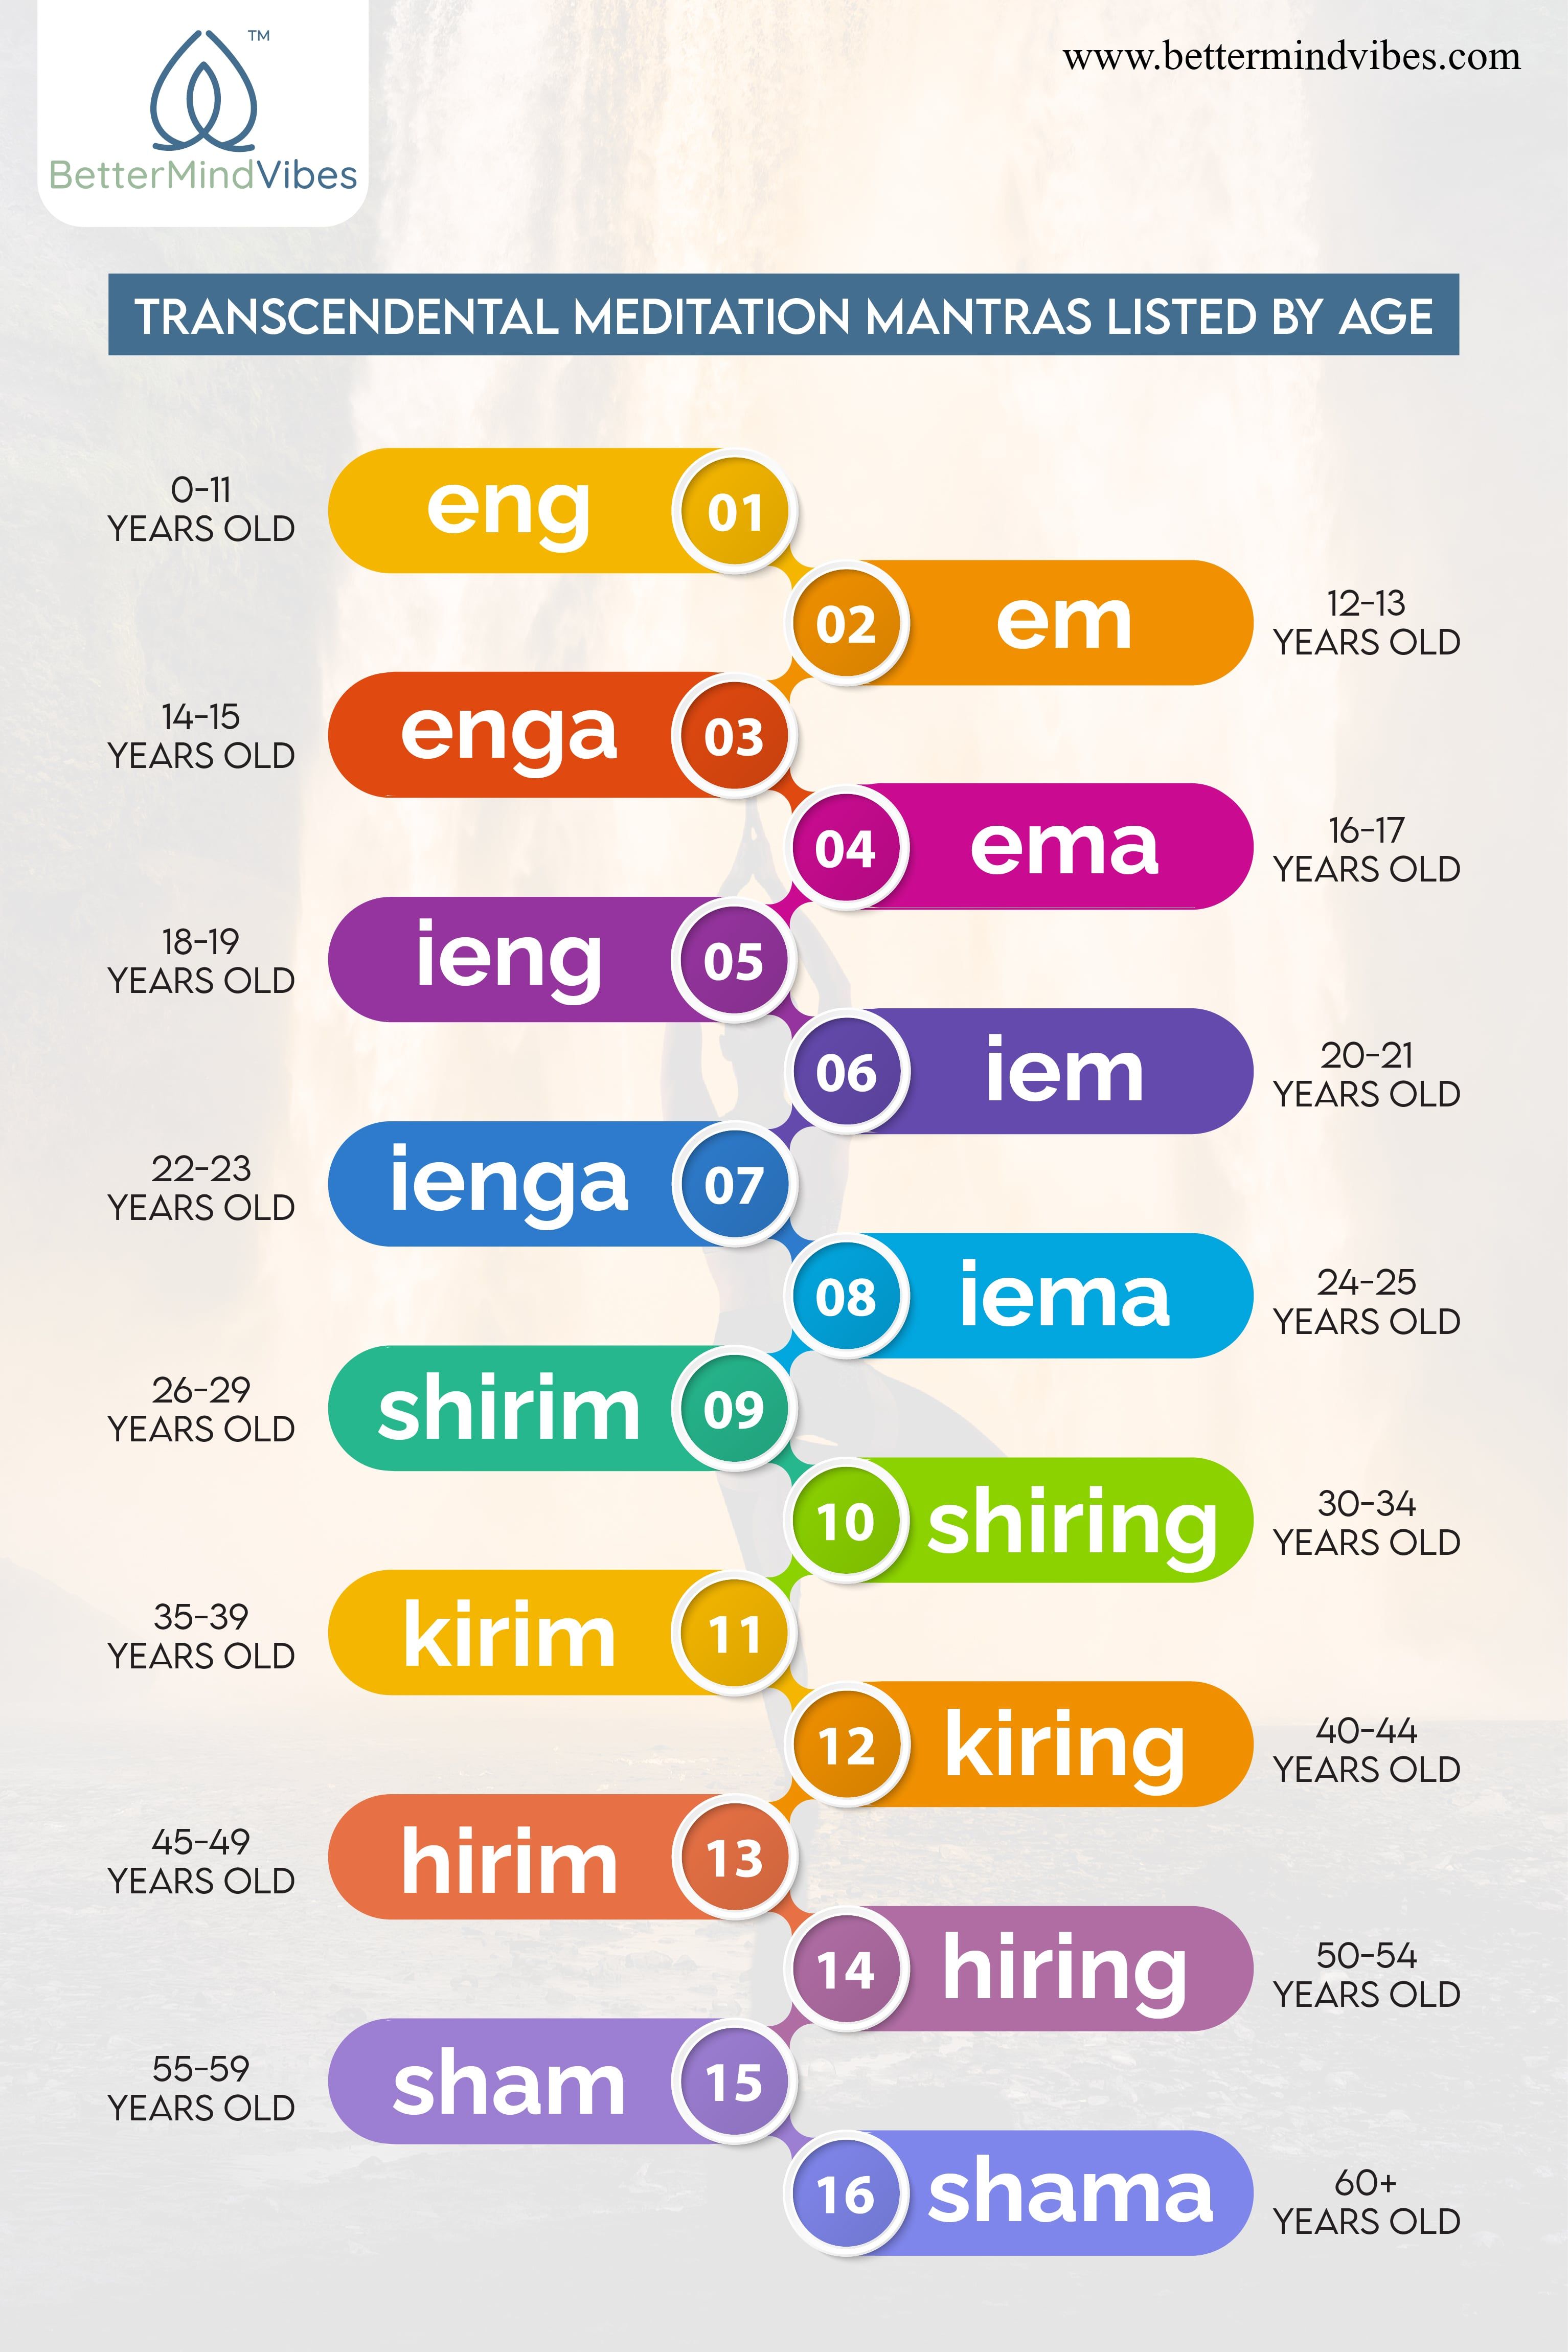 TM
BetterMindVibes
www.bettermindvibes.com
TRANSCENDENTAL MEDITATION MANTRAS LISTED BY AGE
0-11
YEARS OLD
eng
01
02
em
12-13
YEARS OLD
14-15
YEARS OLD
enga
03
04
ema
16-17
YEARS OLD
18-19
YEARS OLD
ieng
05
06
iem
20-21
YEARS OLD
22-23
YEARS OLD
ienga
07
08
iema
24-25
YEARS OLD
26-29
YEARS OLD
shirim
09
10
shiring
30-34
YEARS OLD
35-39
YEARS OLD
kirim
11
12
kiring
40-44
YEARS OLD
45-49
YEARS OLD
hirim
13
14
hiring
50-54
YEARS OLD
55-59
YEARS OLD
sham
15
16
shama
60+
YEARS OLD